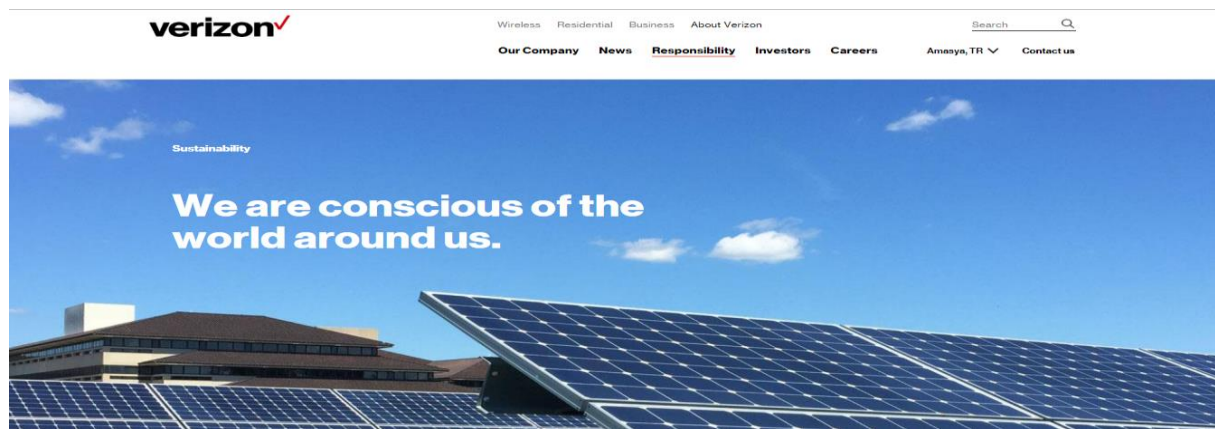 verizon✓
Wireless Residential Business About Verizon
Search
Our Company News Responsibility Investors Careers
Amasya, TR
Contact us
Sustainability
We are conscious of the
world around us.